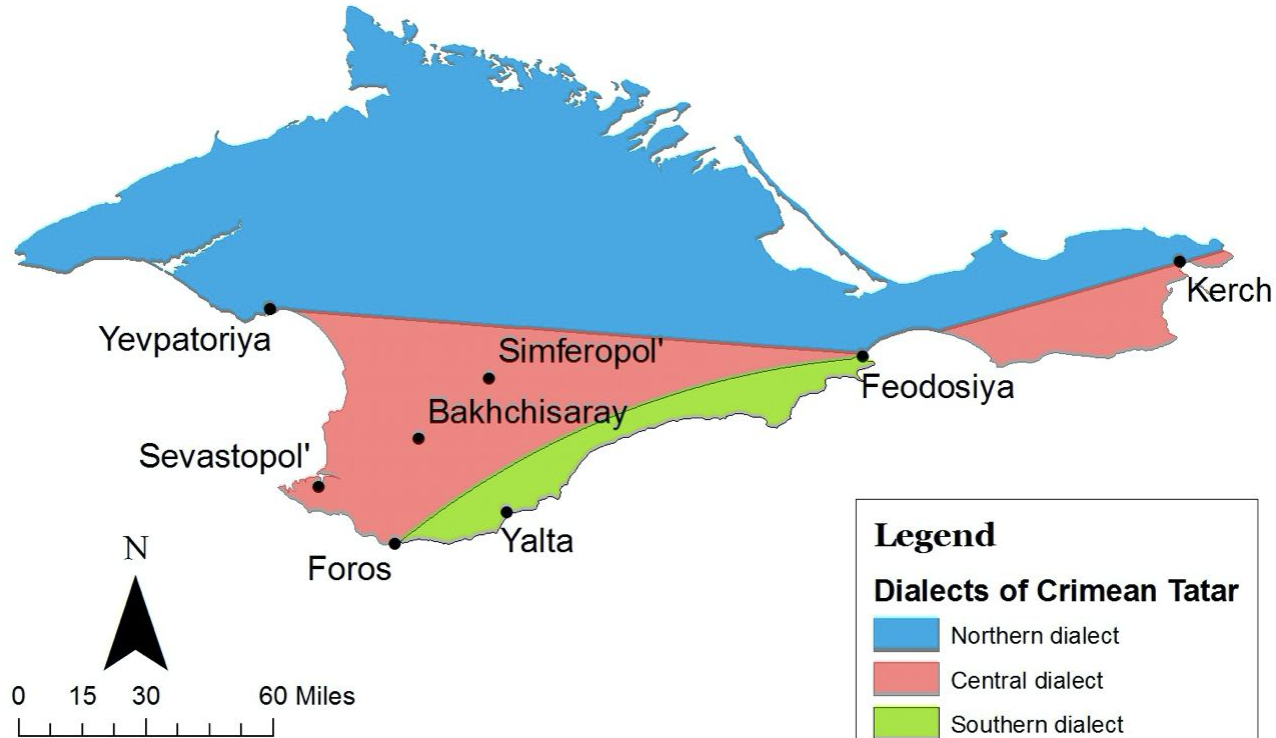 Yevpatoriya
Simferopol'
Bakhchisaray
Sevastopol'
Foros
Yalta
Feodosiya
Kerch
N
0 15 30 60 Miles
Legend
Dialects of Crimean Tatar
Northern dialect
Central dialect
Southern dialect